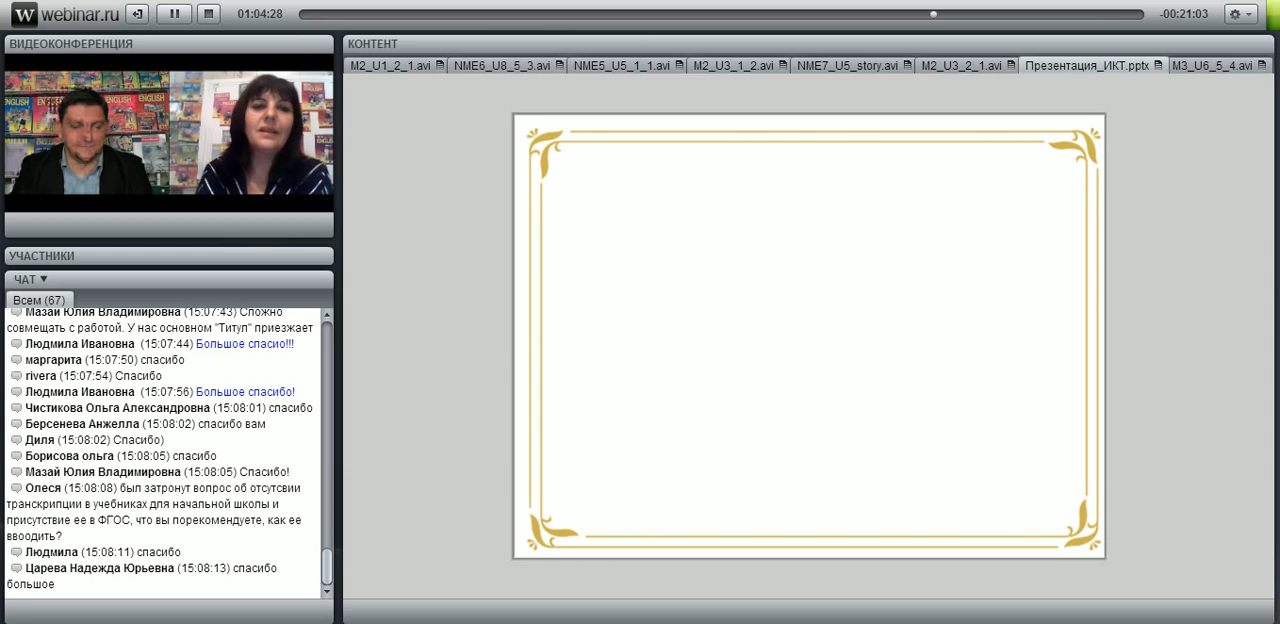 W webinar.ru 01:04:28 -00:21:03
ВИДЕОКОНФЕРЕНЦИЯ
ENGLISH
ENGLISH
УЧАСТНИКИ
ЧАТ ▼
Всем (67)
Мазай Юлия Владимировна (15:07:43) Сложно
совмещать с работой. У нас основном "Титул" приезжает
Людмила Ивановна (15:07:44) Большое спасио!!!
маргарита (15:07:50) спасибо
rivera (15:07:54) Спасибо
Людмила Ивановна (15:07:56) Большое спасибо!
Чистикова Ольга Александровна (15:08:01) спасибо
Берсенева Анжелла (15:08:02) спасибо вам
Диля (15:08:02) Спасибо)
Борисова ольга (15:08:05) спасибо
Мазай Юлия Владимировна (15:08:05) Спасибо!
Олеся (15:08:08) был затронут вопрос об отсутсвии
транскрипции в учебниках для начальной школы и
присутствие ее в ФГОС, что вы порекомендуете, как ее
ввоодить?
Людмила (15:08:11) спасибо
Царева Надежда Юрьевна (15:08:13) спасибо
большое
КОНТЕНТ
M2_U1_2_1.avi NME6_U8_5_3.avi NME5_U5_1_1.avi M2_U3_1_2.avi NME7_U5_story.avi M2_U3_2_1.avi Презентация_ИКТ.pptx M3_U6_5_4.avi